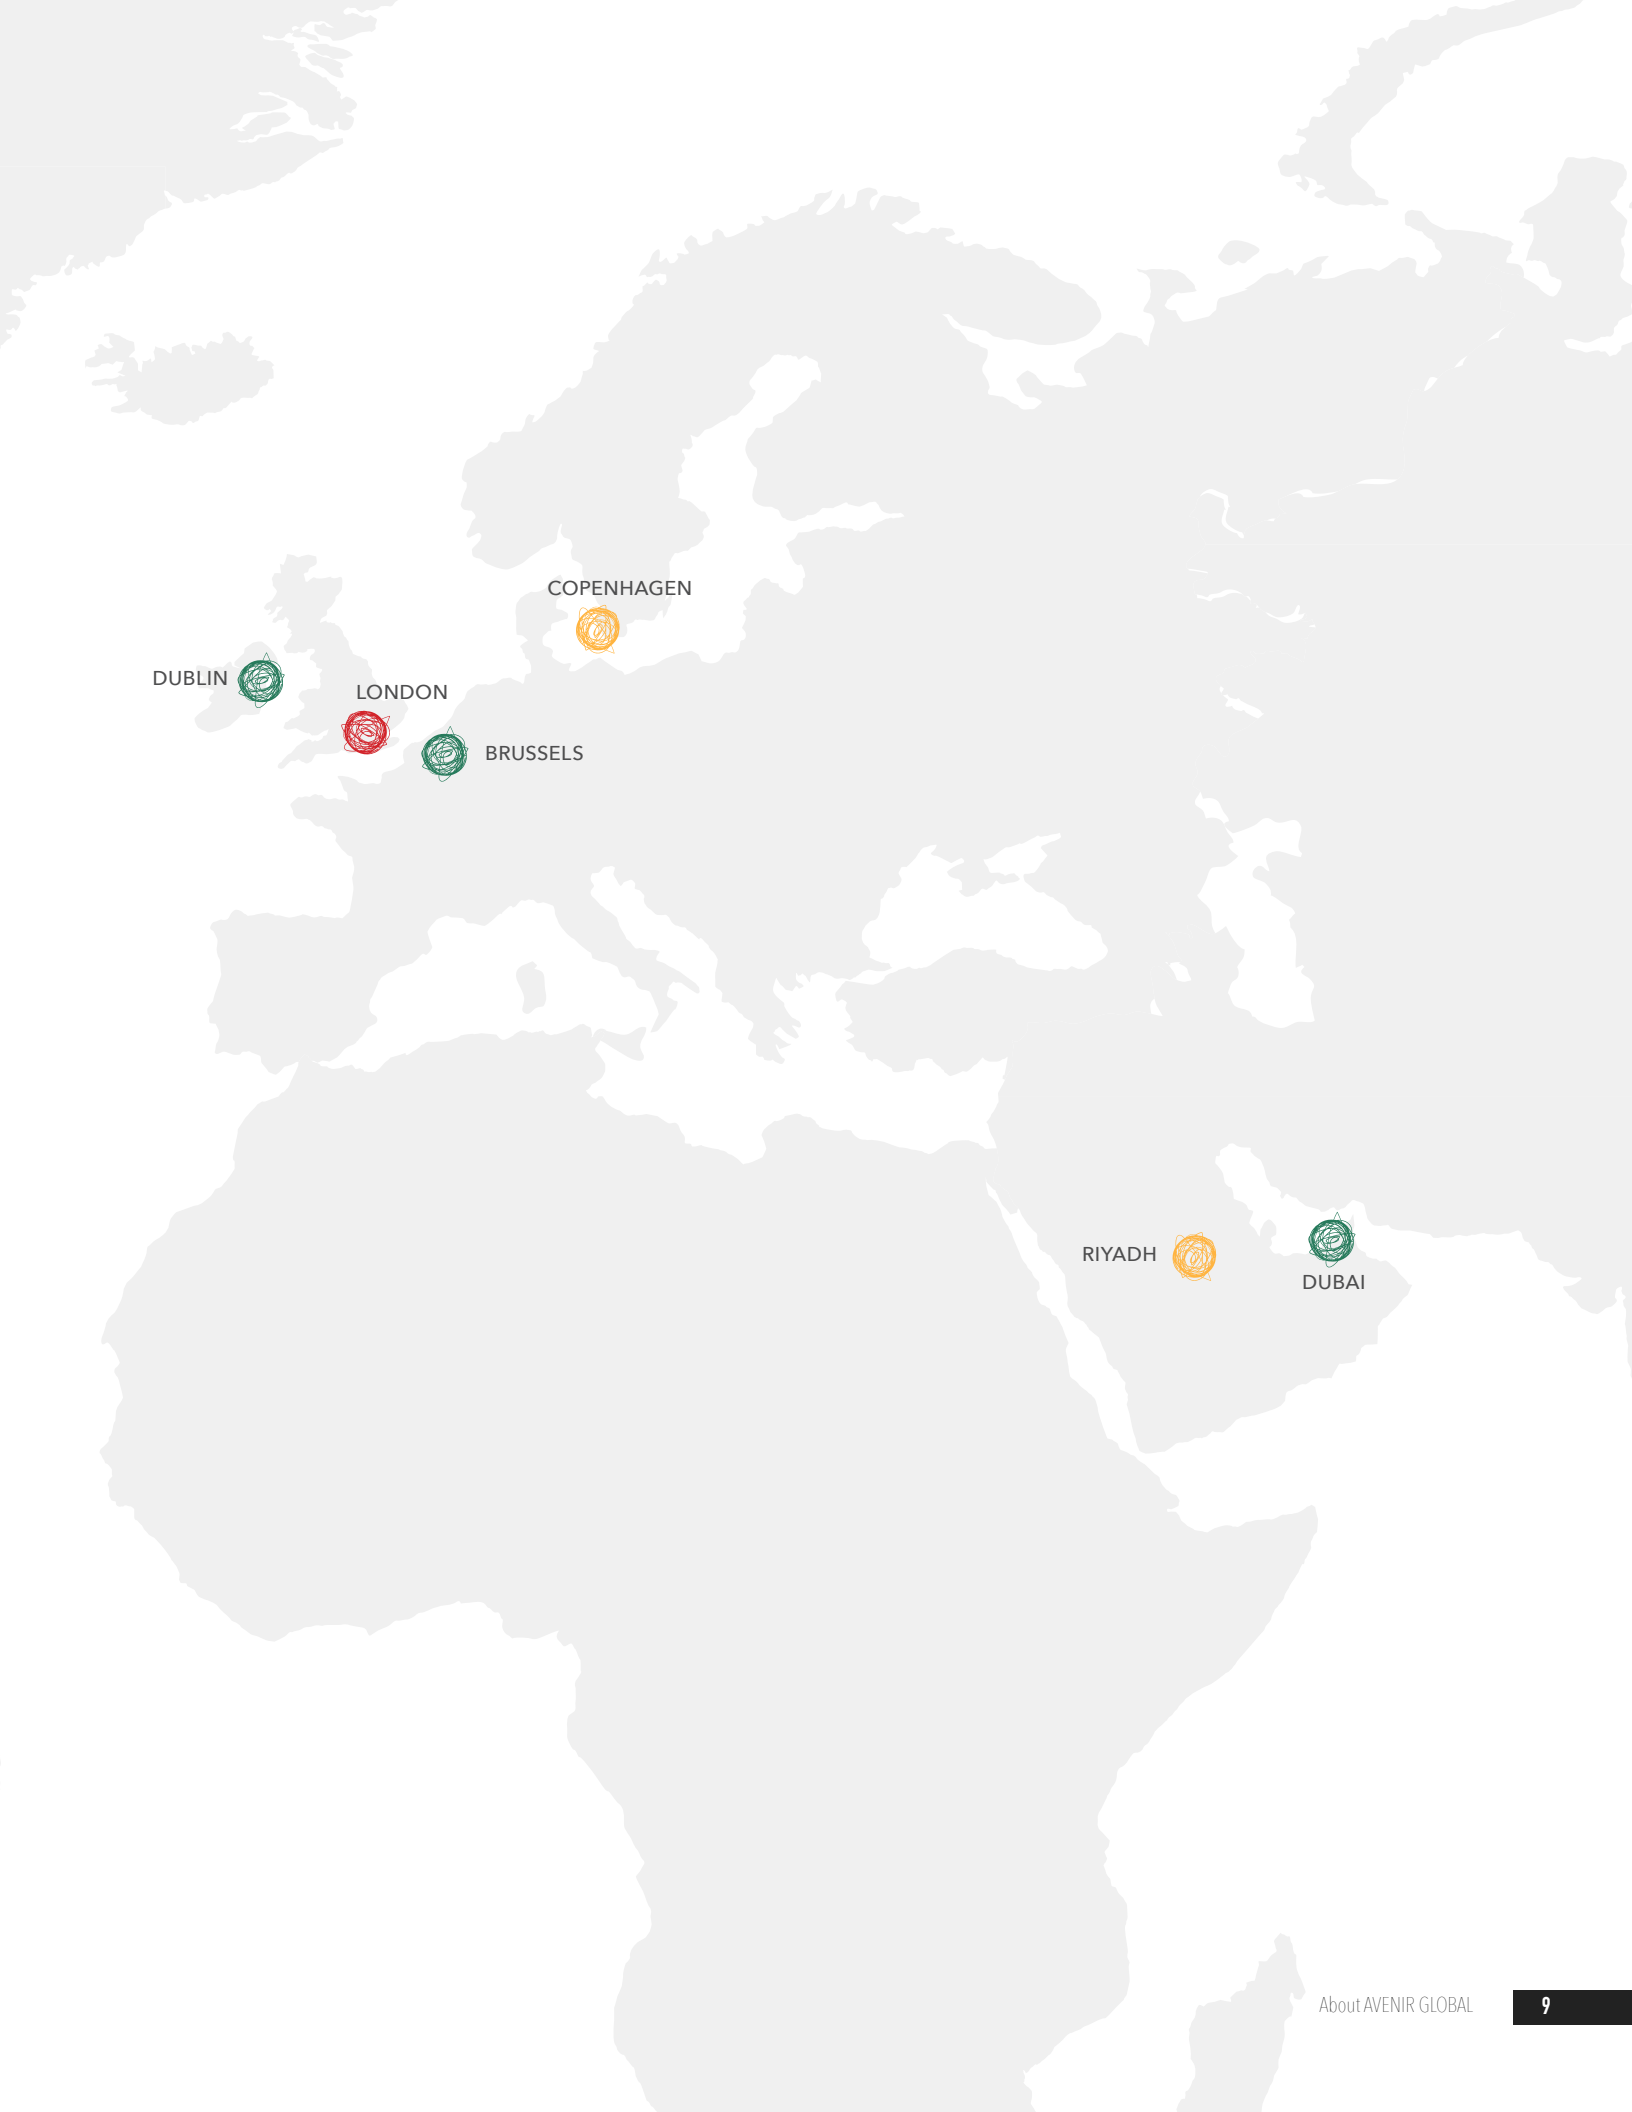 COPENHAGEN
DUBLIN
LONDON
BRUSSELS
RIYADH
DUBAI
About AVENIR GLOBAL
9